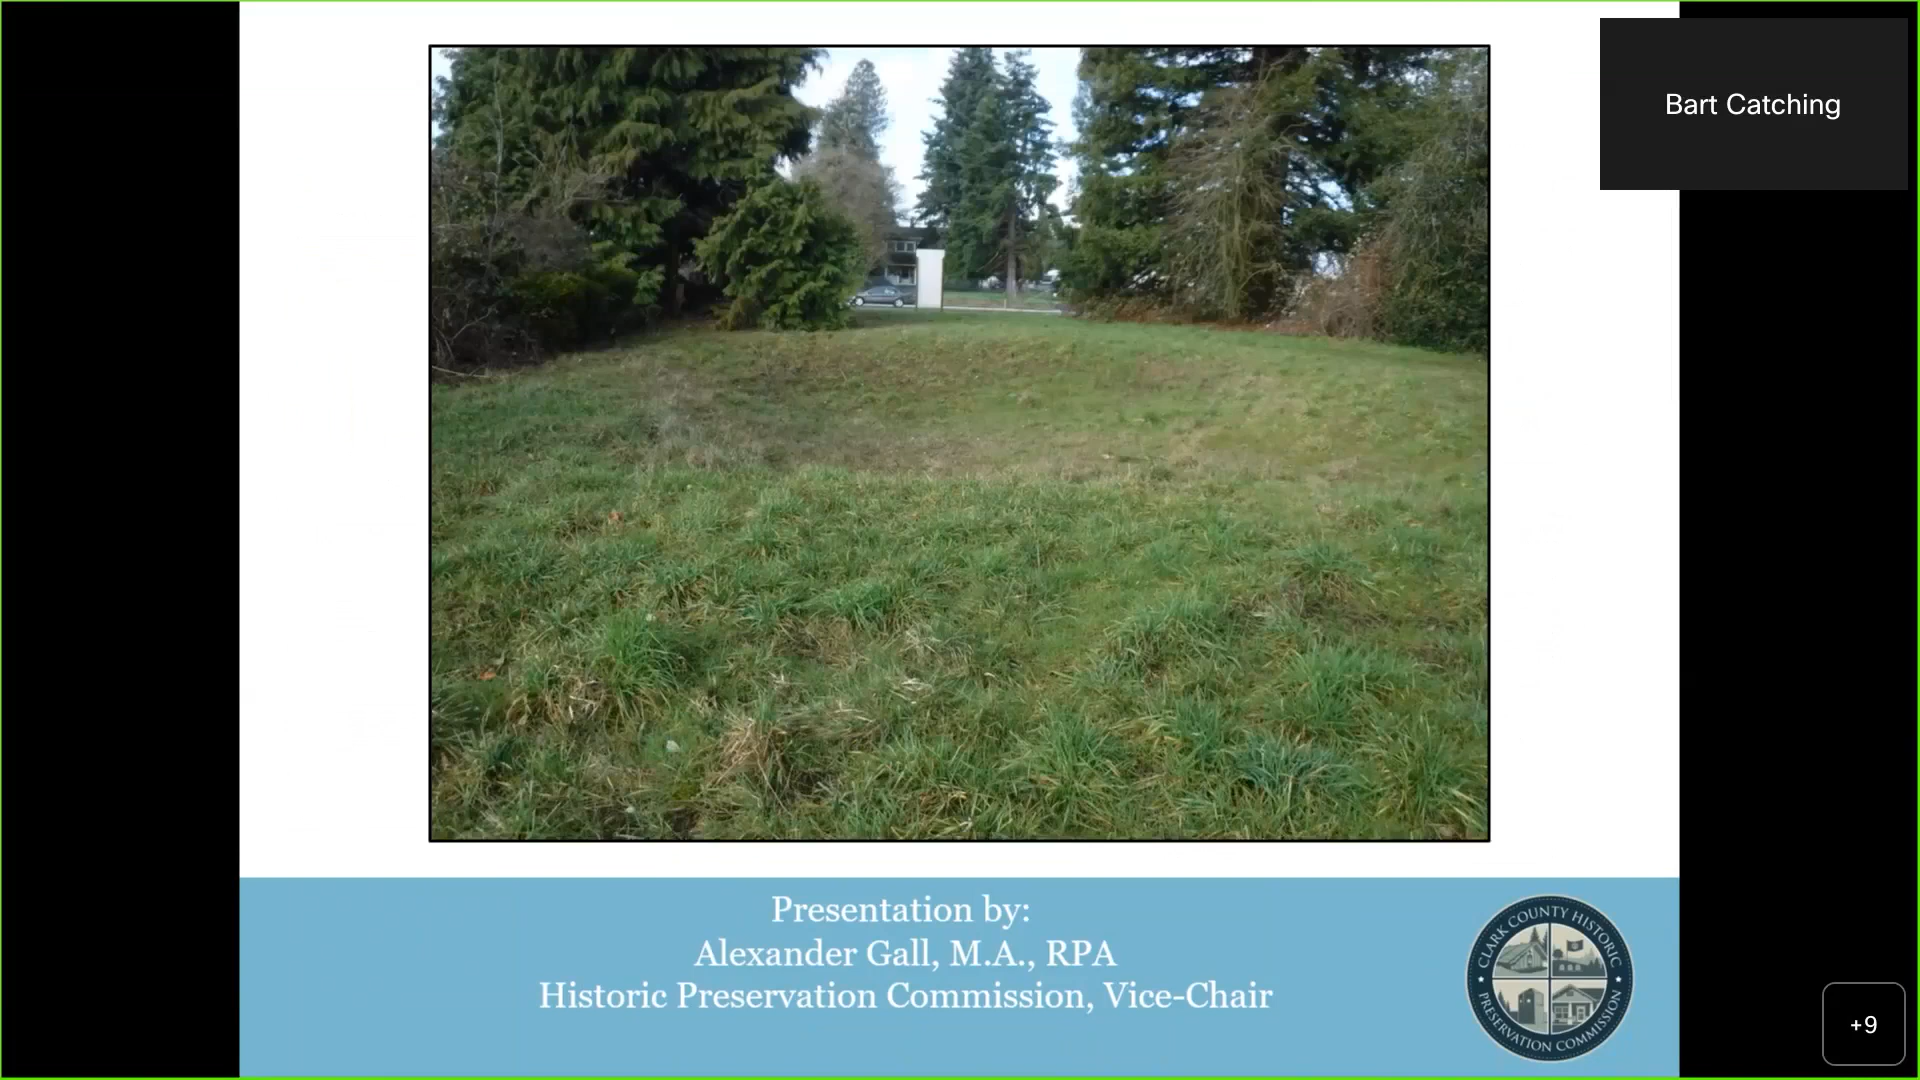 Bart Catching
Presentation by:
Alexander Gall, M.A., RPA
Historic Preservation Commission, Vice-Chair
CLARK COUNTY HISTORIC
PRESERVATION COMMISSION
+9